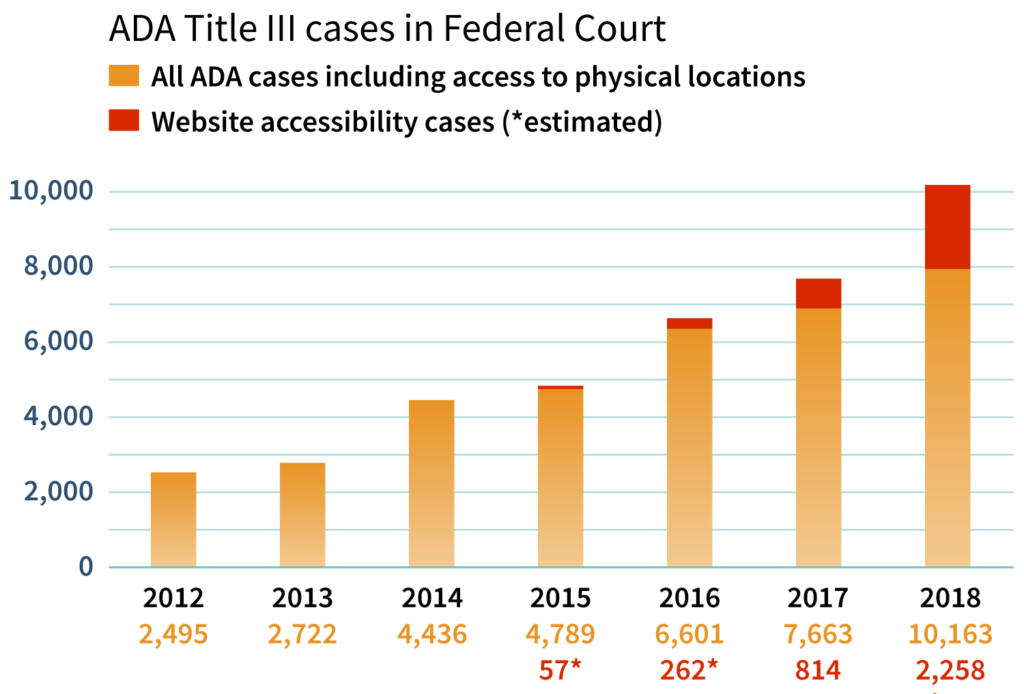 ADA Title III cases in Federal Court
All ADA cases including access to physical locations
Website accessibility cases (*estimated)
10,000
8,000
6,000
4,000
2,000
0
2012 2013 2014 2015 2016 2017 2018
2,495 2,722 4,436 4,789 6,601 7,663 10,163
57* 262* 814 2,258